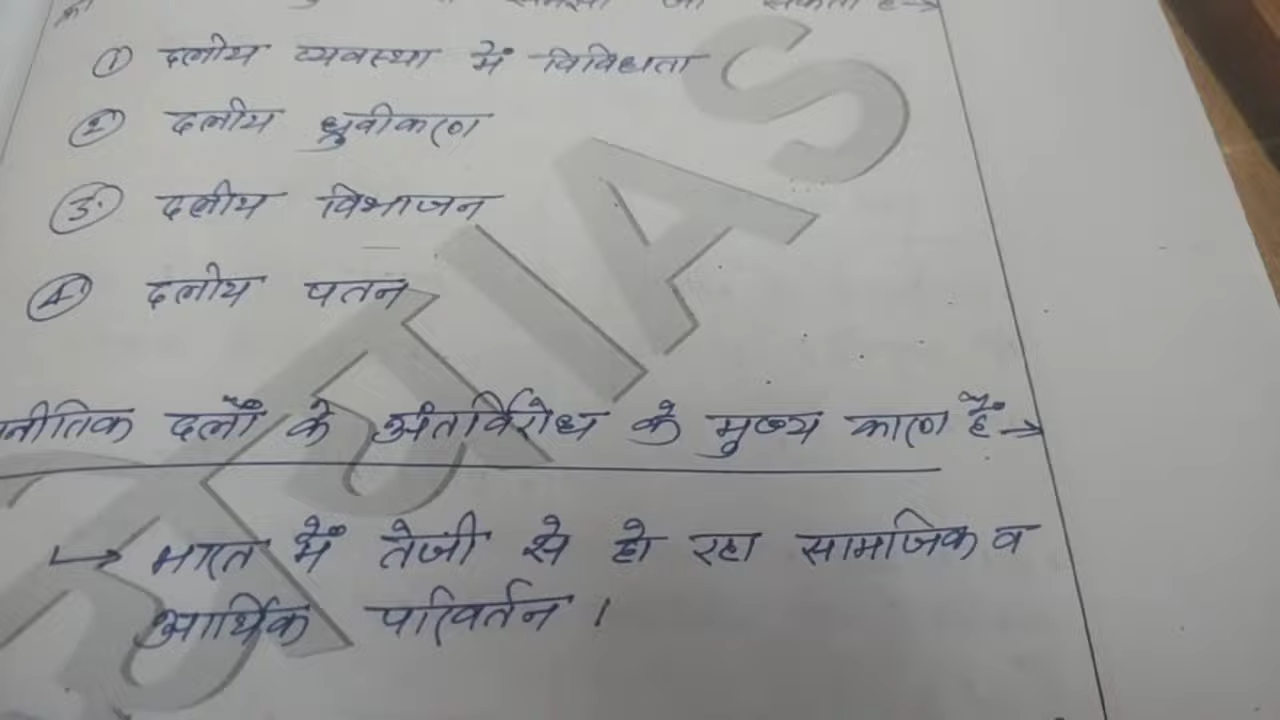 ① दलीय व्यवस्था में विविधता
② दलीय ध्रुवीकरण
③ दलीय विभाजन
④ दलीय पतन
नीतिक दलों के अंतर्विरोध के मुख्य कारण हैं →
→ भारत में तेजी से हो रहा सामाजिक व
आर्थिक परिवर्तन ।
JTIAS